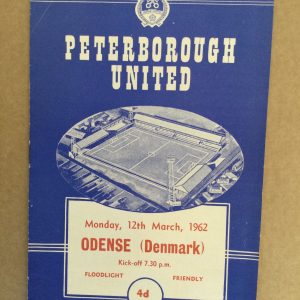 PETERBOROUGH
UNITED
Monday, 12th March, 1962
ODENSE (Denmark)
Kick-off 7.30 p.m.
FLOODLIGHT FRIENDLY
4d